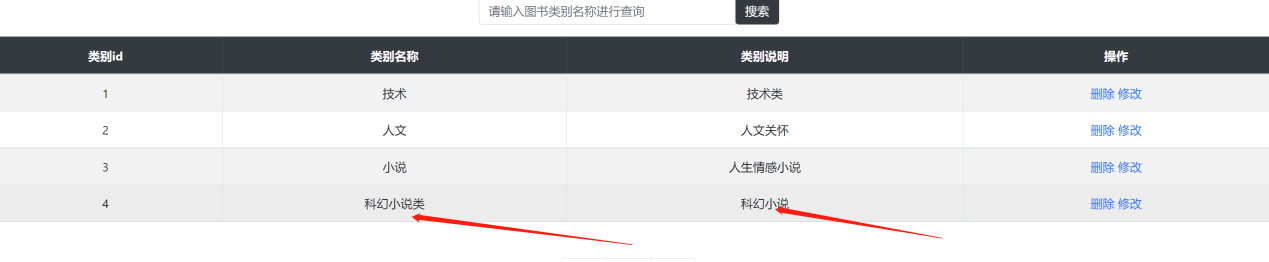 请输入图书类别名称进行查询 搜索
类别id 类别名称 类别说明 操作
1 技术 技术类 删除 修改
2 人文 人文关怀 删除 修改
3 小说 人生情感小说 删除 修改
4 科幻小说类 科幻小说 删除 修改